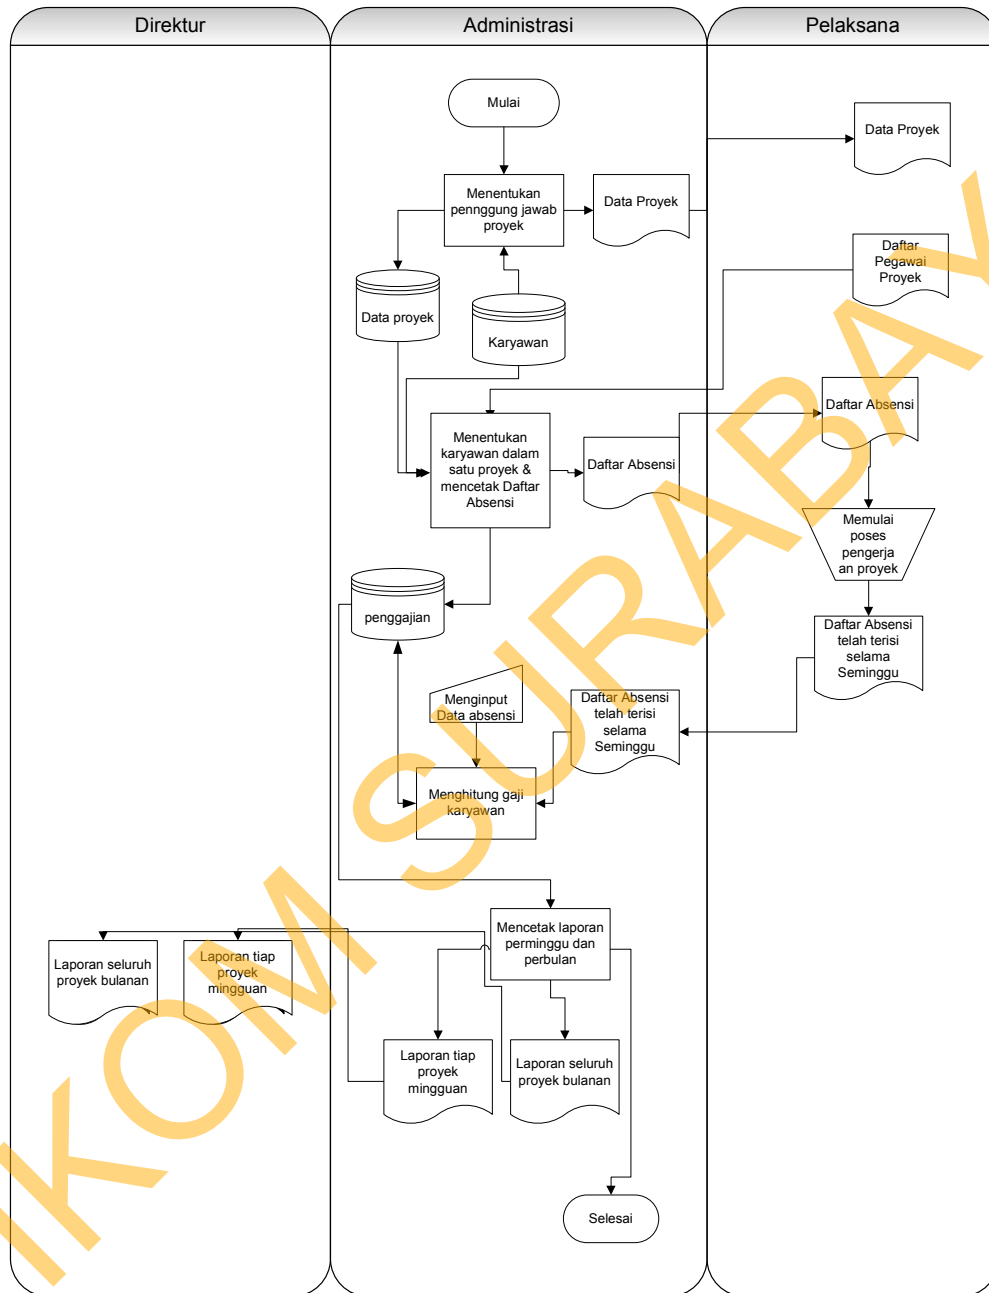 Direktur
Administrasi
Pelaksana
Mulai
Data Proyek
Menentukan
pennggung jawab
proyek
Data Proyek
Daftar
Pegawai
Proyek
Data proyek
Karyawan
Daftar Absensi
Menentukan
karyawan dalam
satu proyek &
mencetak Daftar
Absensi
Daftar Absensi
Memulai
poses
pengerja
an proyek
penggajian
Daftar Absensi
telah terisi
selama
Seminggu
Menginput
Data absensi
Daftar Absensi
telah terisi
selama
Seminggu
Menghitung gaji
karyawan
Mencetak laporan
perminggu dan
perbulan
Laporan seluruh
proyek bulanan
Laporan tiap
proyek
mingguan
Laporan tiap
proyek
mingguan
Laporan seluruh
proyek bulanan
Selesai
IKOM SURABAY